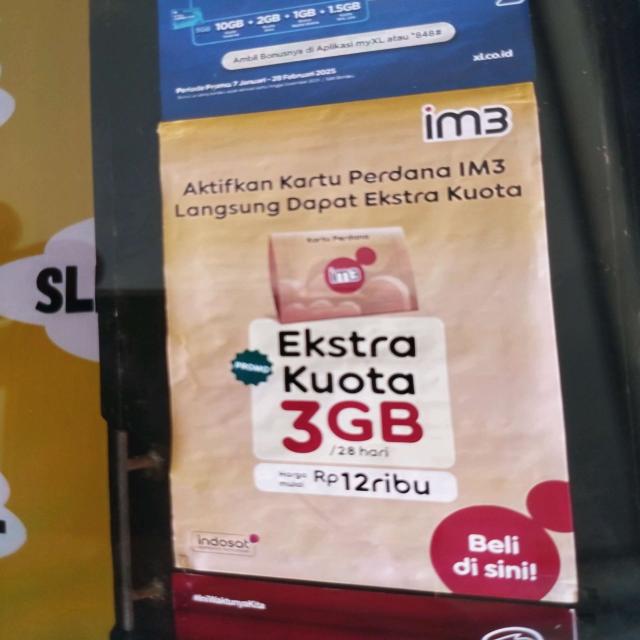 10GB + 2GB + 1GB + 1.5GB
Ambil Bonusnya di Aplikasi myXL atau *848#
xl.co.id
Periode Promo 7 Januari - 28 Februari 2025
im3
Aktifkan Kartu Perdana IM3
Langsung Dapat Ekstra Kuota
Kartu Perdana
im3
PROMO
Ekstra
Kuota
3GB
/28 hari
Harga
mulai
Rp12ribu
indosat
Beli
di sini!
#IniWaktunyaKita
SL